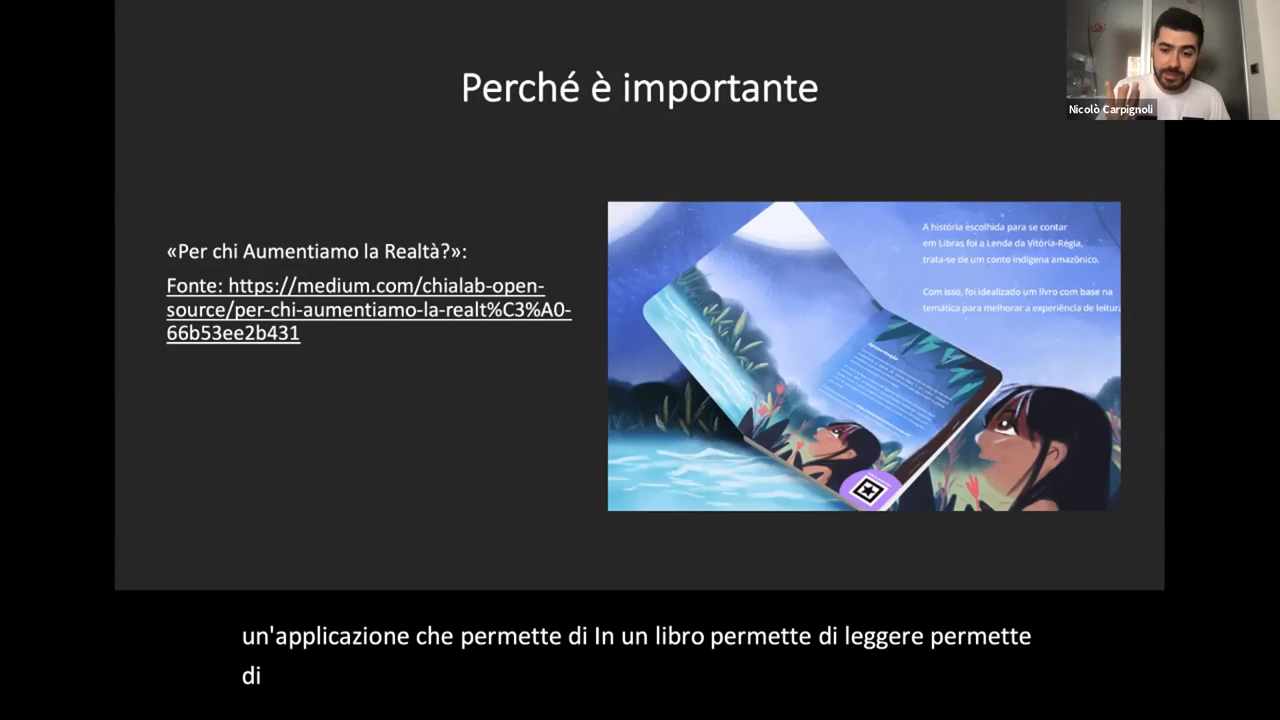 Perché è importante
Nicolò Carpignoli
«Per chi Aumentiamo la Realtà?»:
Fonte: https://medium.com/chialab-open-
source/per-chi-aumentiamo-la-realt%C3%A0-
66b53ee2b431
A história escolhida para se contar
em Libras foi a Lenda da Vitória-Régia,
trata-se de um conto indígena amazônico.
Com isso, foi idealizado um livro com base na
temática para melhorar a experiência de leitura
un'applicazione che permette di In un libro permette di leggere permette
di